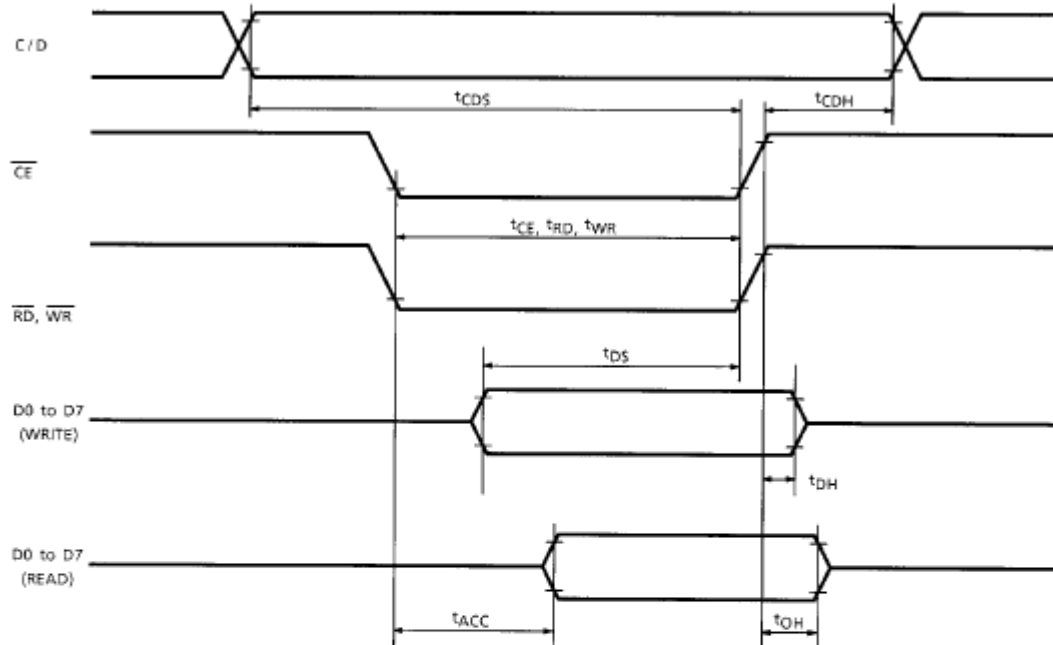 C/D
tCDS
tCDH
CE
tCE, tRD, tWR
RD, WR
tDS
D0 to D7
(WRITE)
tDH
D0 to D7
(READ)
tACC
tOH